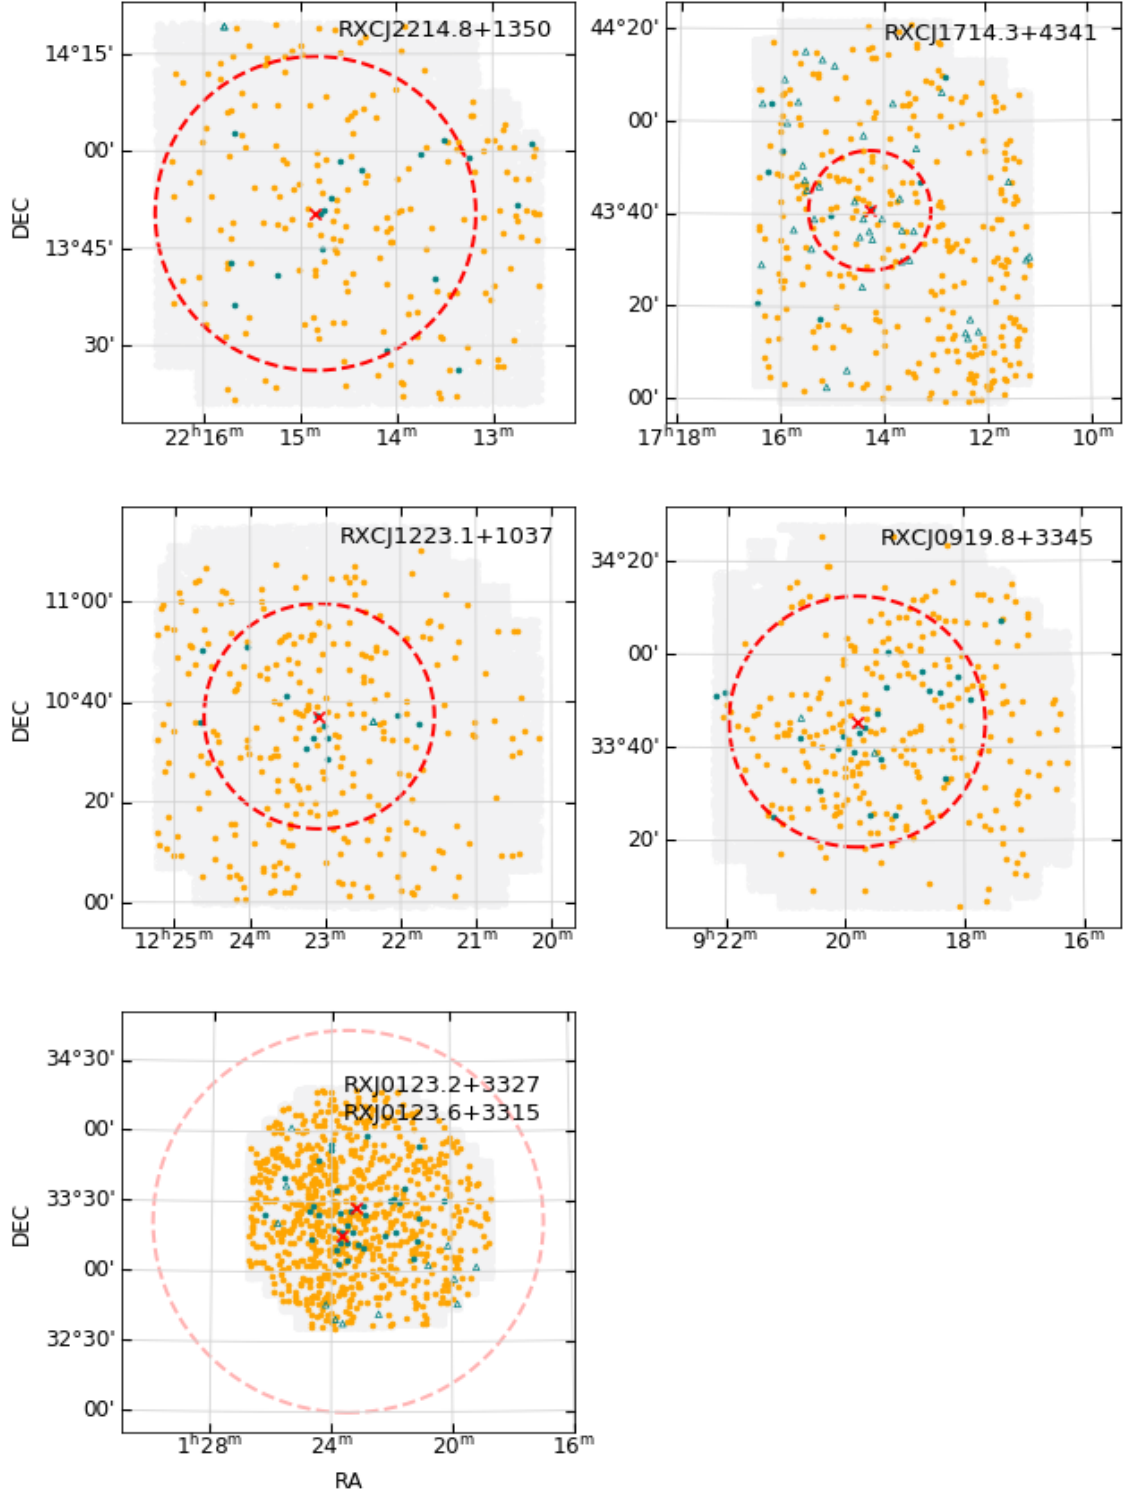 RXCJ2214.8+1350
14°15'
00'
13°45'
30'
DEC
22ʰ16ᵐ 15ᵐ 14ᵐ 13ᵐ
RXCJ1714.3+4341
44°20'
00'
43°40'
20'
00'
17ʰ18ᵐ 16ᵐ 14ᵐ 12ᵐ 10ᵐ
RXCJ1223.1+1037
11°00'
10°40'
20'
00'
DEC
12ʰ25ᵐ 24ᵐ 23ᵐ 22ᵐ 21ᵐ 20ᵐ
RXCJ0919.8+3345
34°20'
00'
33°40'
20'
9ʰ22ᵐ 20ᵐ 18ᵐ 16ᵐ
RXJ0123.2+3327
RXJ0123.6+3315
34°30'
00'
33°30'
00'
32°30'
00'
DEC
1ʰ28ᵐ 24ᵐ 20ᵐ 16ᵐ
RA